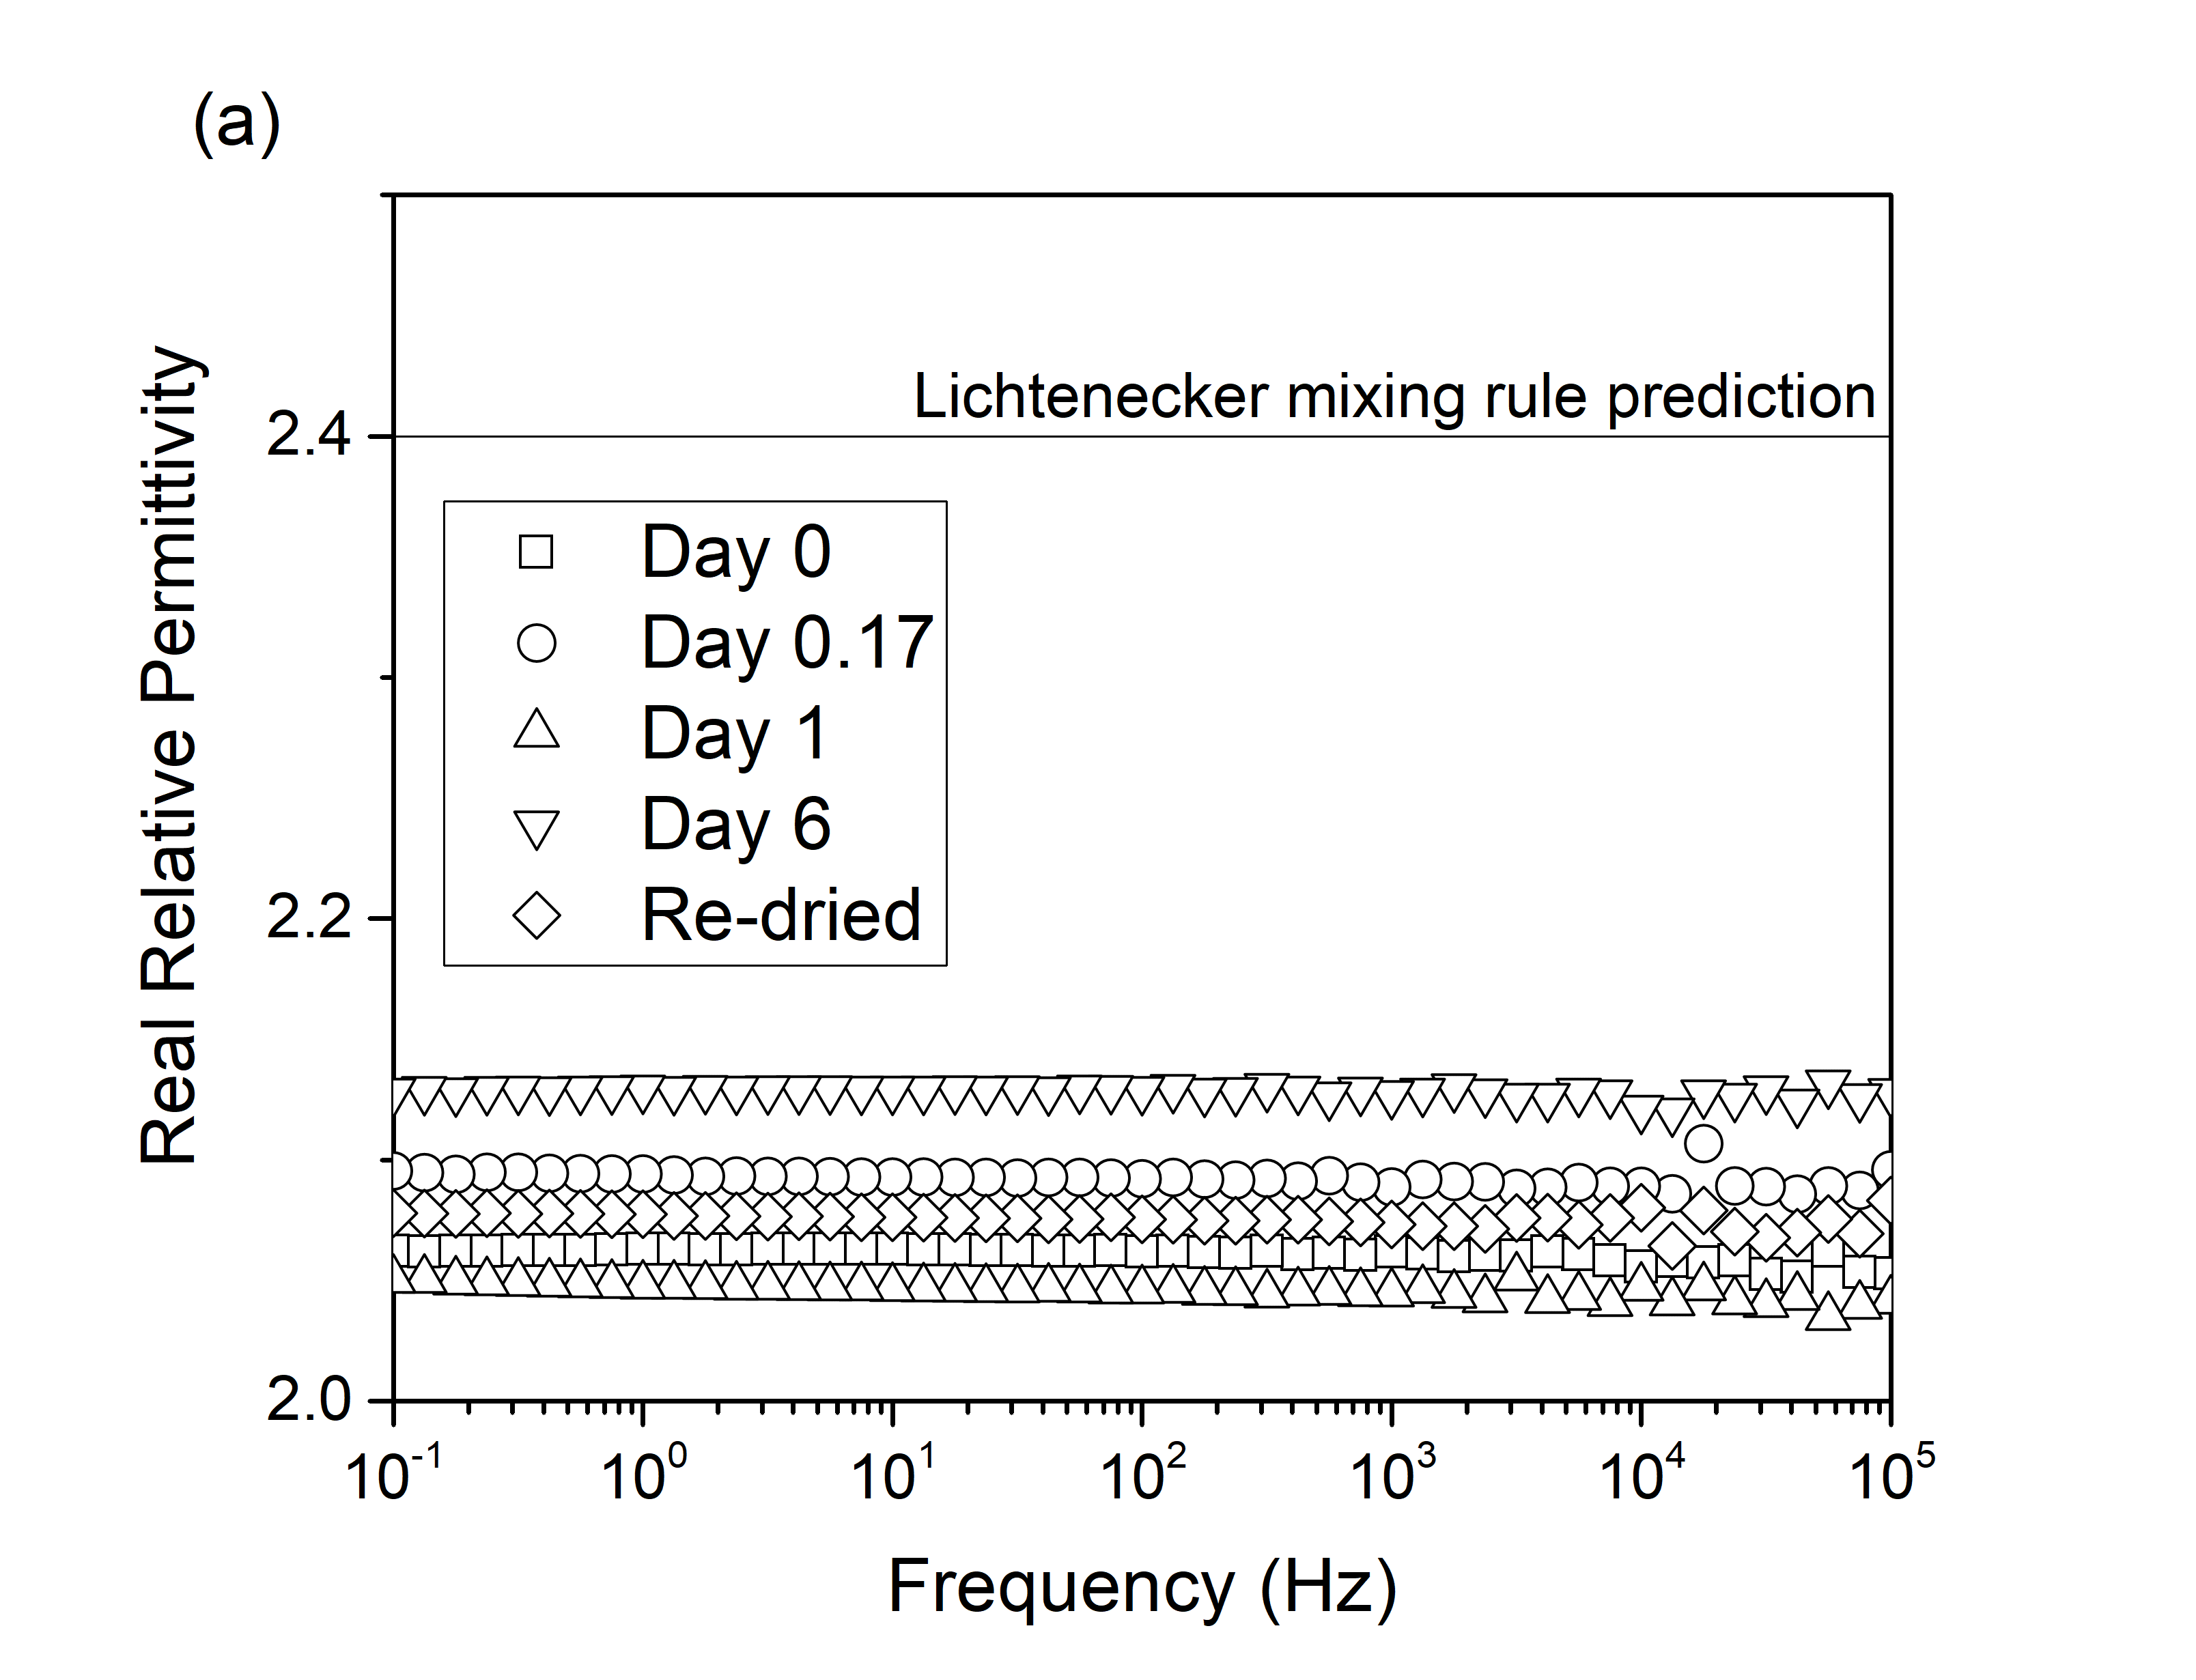 (a)
Real Relative Permittivity
2.4
2.2
2.0
Lichtenecker mixing rule prediction
Day 0
Day 0.17
Day 1
Day 6
Re-dried
10⁻¹ 10⁰ 10¹ 10² 10³ 10⁴ 10⁵
Frequency (Hz)